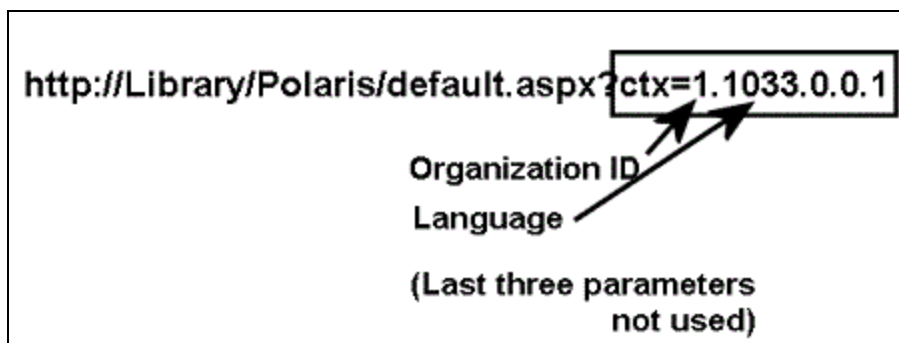 http://Library/Polaris/default.aspx?ctx=1.1033.0.0.1
Organization ID
Language
(Last three parameters
not used)